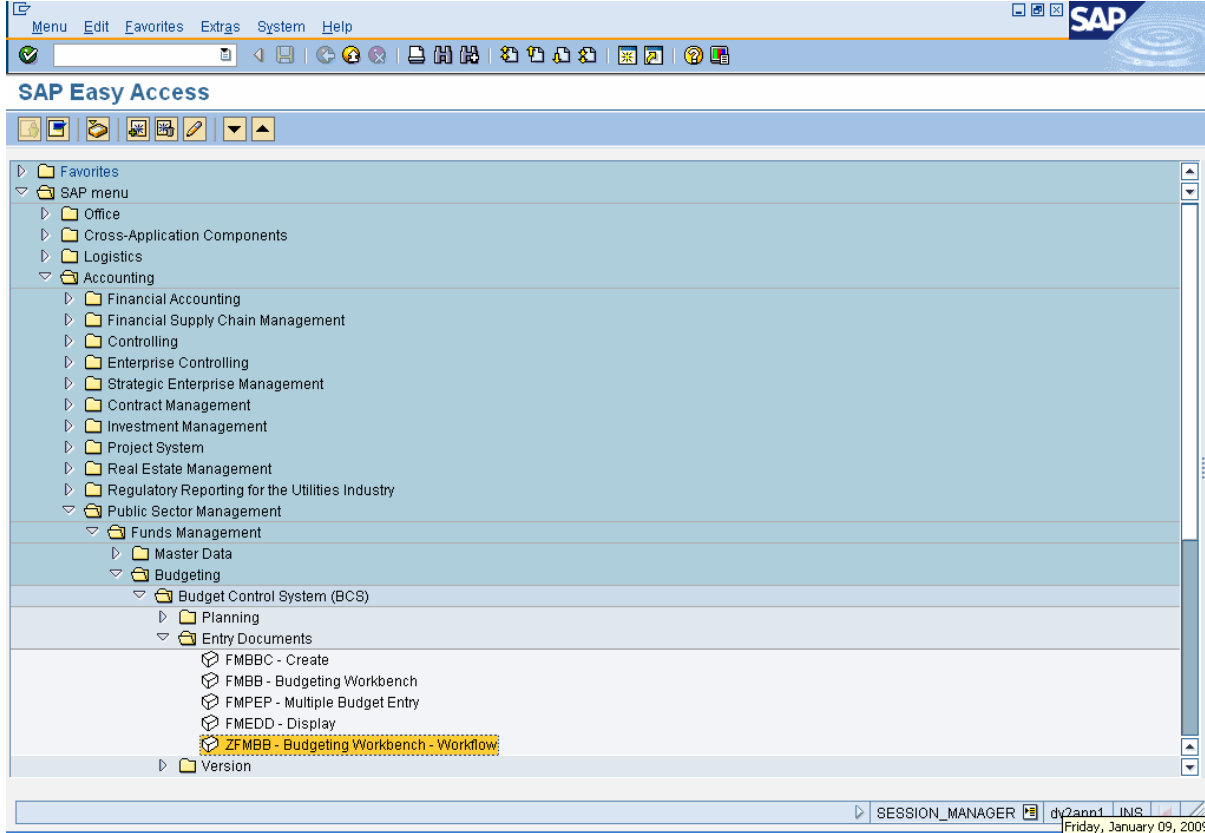 Menu Edit Favorites Extras System Help
SAP
SAP Easy Access
Favorites
SAP menu
Office
Cross-Application Components
Logistics
Accounting
Financial Accounting
Financial Supply Chain Management
Controlling
Enterprise Controlling
Strategic Enterprise Management
Contract Management
Investment Management
Project System
Real Estate Management
Regulatory Reporting for the Utilities Industry
Public Sector Management
Funds Management
Master Data
Budgeting
Budget Control System (BCS)
Planning
Entry Documents
FMBBC - Create
FMBB - Budgeting Workbench
FMPEP - Multiple Budget Entry
FMEDD - Display
ZFMBB - Budgeting Workbench - Workflow
Version
SESSION_MANAGER INS
Friday, January 09, 2009